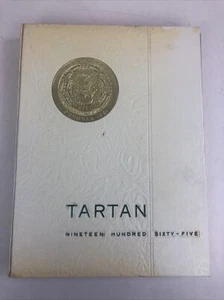 TARTAN
NINETEEN HUNDRED SIXTY-FIVE